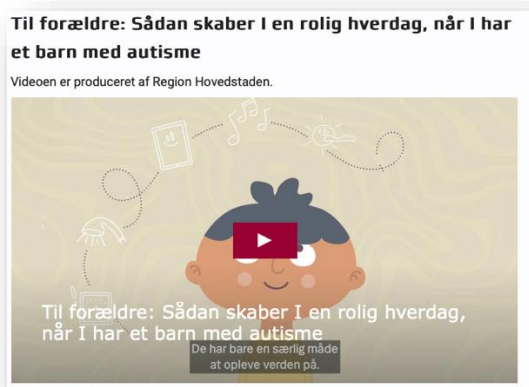 Til forældre: Sådan skaber I en rolig hverdag, når I har
et barn med autisme
Videoen er produceret af Region Hovedstaden.
Til forældre: Sådan skaber I en rolig hverdag,
når I har et barn med autisme
De har bare en særlig måde
at opleve verden på.